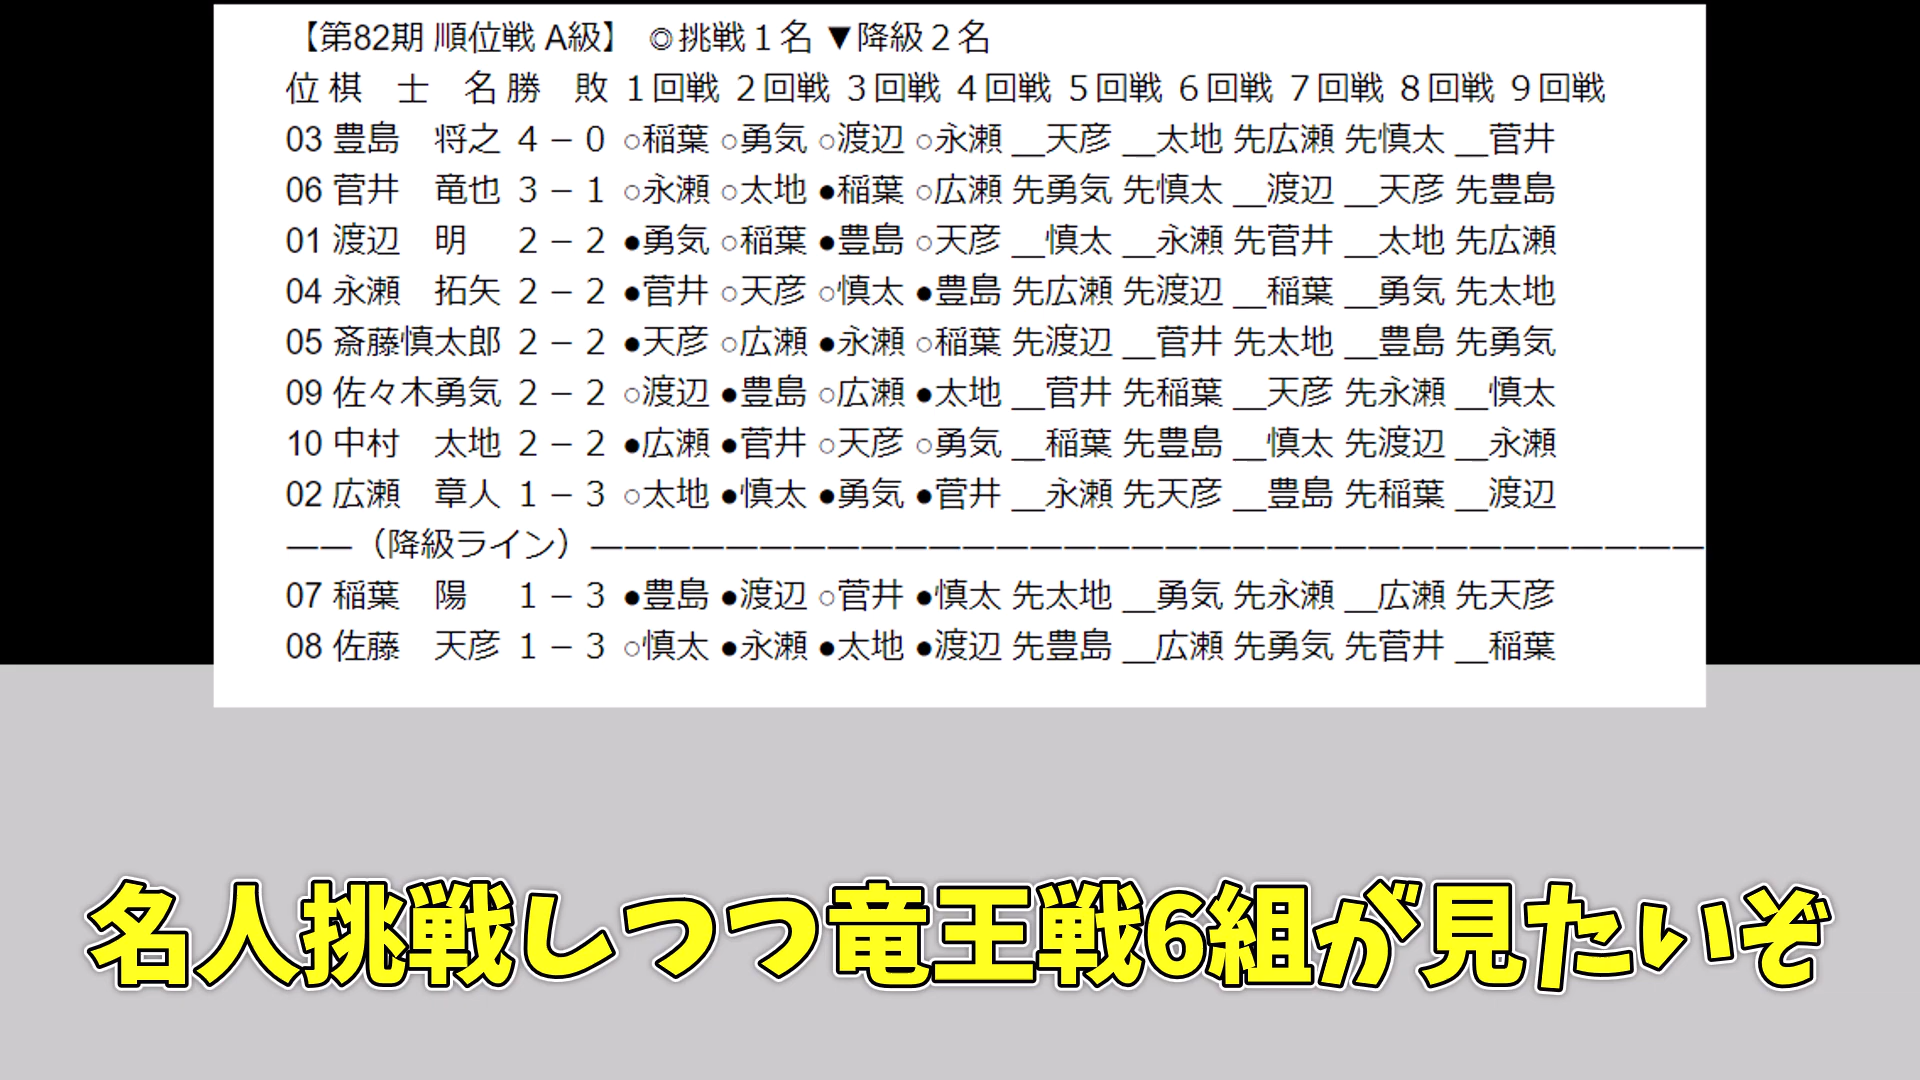 【第82期 順位戦 A級】 ◎挑戦１名 ▼降級２名
位 棋　士　名 勝　敗 １回戦 ２回戦 ３回戦 ４回戦 ５回戦 ６回戦 ７回戦 ８回戦 ９回戦
03 豊島　将之 ４－０ ○稲葉 ○勇気 ○渡辺 ○永瀬 __天彦 __太地 先広瀬 先慎太 __菅井
06 菅井　竜也 ３－１ ○永瀬 ○太地 ●稲葉 ○広瀬 先勇気 先慎太 __渡辺 __天彦 先豊島
01 渡辺　明　 ２－２ ●勇気 ○稲葉 ●豊島 ○天彦 __慎太 __永瀬 先菅井 __太地 先広瀬
04 永瀬　拓矢 ２－２ ●菅井 ○天彦 ○慎太 ●豊島 先広瀬 先渡辺 __稲葉 __勇気 先太地
05 斎藤慎太郎 ２－２ ●天彦 ○広瀬 ●永瀬 ○稲葉 先渡辺 __菅井 先太地 __豊島 先勇気
09 佐々木勇気 ２－２ ○渡辺 ●豊島 ○広瀬 ●太地 __菅井 先稲葉 __天彦 先永瀬 __慎太
10 中村　太地 ２－２ ●広瀬 ●菅井 ○天彦 ○勇気 __稲葉 先豊島 __慎太 先渡辺 __永瀬
02 広瀬　章人 １－３ ○太地 ●慎太 ●勇気 ●菅井 __永瀬 先天彦 __豊島 先稲葉 __渡辺
――（降級ライン）―――――――――――――――――――――――――――――――――
07 稲葉　陽　 １－３ ●豊島 ●渡辺 ○菅井 ●慎太 先太地 __勇気 先永瀬 __広瀬 先天彦
08 佐藤　天彦 １－３ ○慎太 ●永瀬 ●太地 ●渡辺 先豊島 __広瀬 先勇気 先菅井 __稲葉
名人挑戦しつつ竜王戦6組が見たいぞ